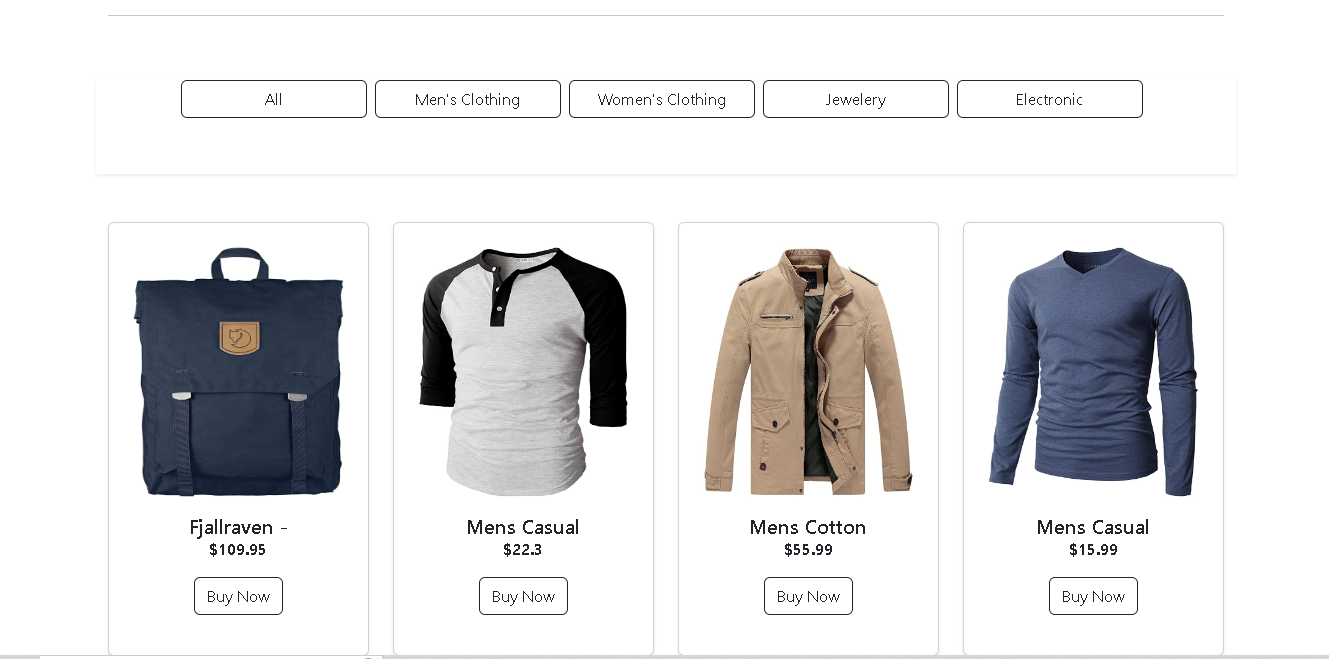 All
Men's Clothing
Women's Clothing
Jewelery
Electronic
Fjallraven -
$109.95
Buy Now
Mens Casual
$22.3
Buy Now
Mens Cotton
$55.99
Buy Now
Mens Casual
$15.99
Buy Now